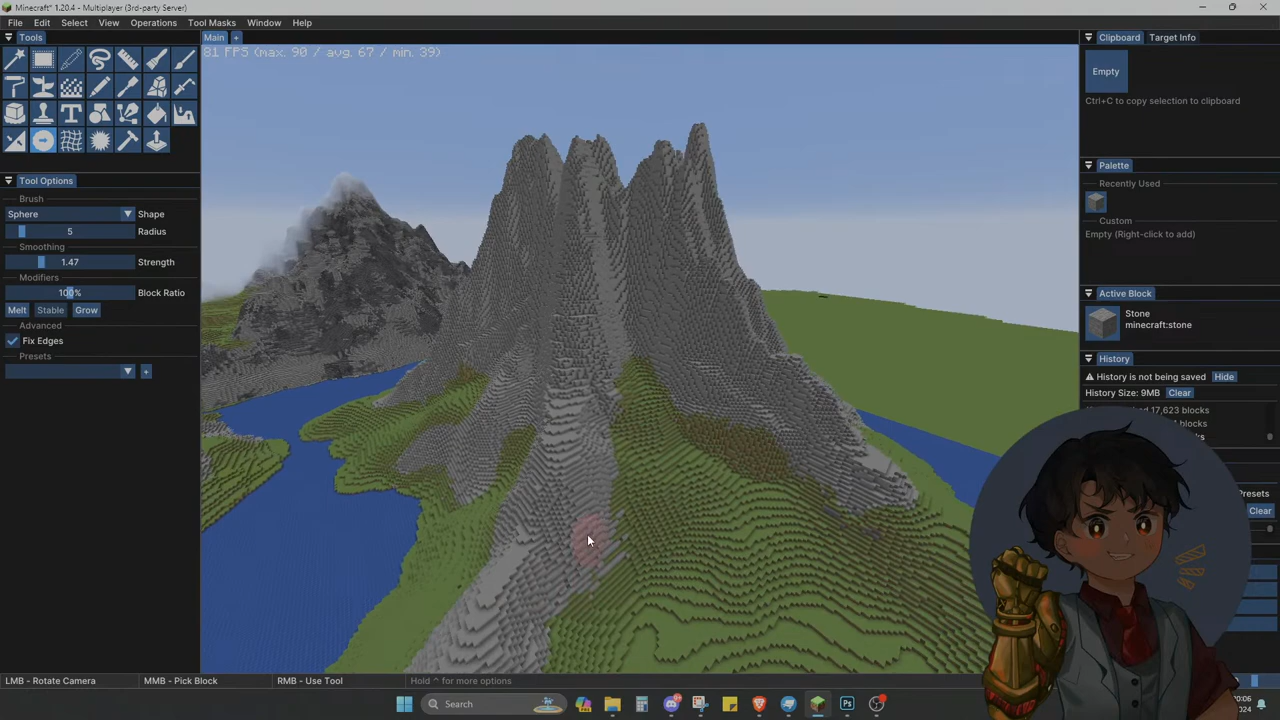 Minecraft* 1.20.4 - Multiplayer (3rd-party Server)
File Edit Select View Operations Tool Masks Window Help
Tools
Main +
81 FPS (max. 90 / avg. 67 / min. 39)
Tool Options
Brush
Sphere Shape
5 Radius
Smoothing
1.47 Strength
Modifiers
100% Block Ratio
Melt Stable Grow
Advanced
Fix Edges
Presets
+
Clipboard Target Info
Empty
Ctrl+C to copy selection to clipboard
Palette
Recently Used
Custom
Empty (Right-click to add)
Active Block
Stone
minecraft:stone
History
History is not being saved Hide
History Size: 9MB Clear
17,623 blocks
Presets
Clear
LMB - Rotate Camera MMB - Pick Block RMB - Use Tool Hold ^ for more options
Search